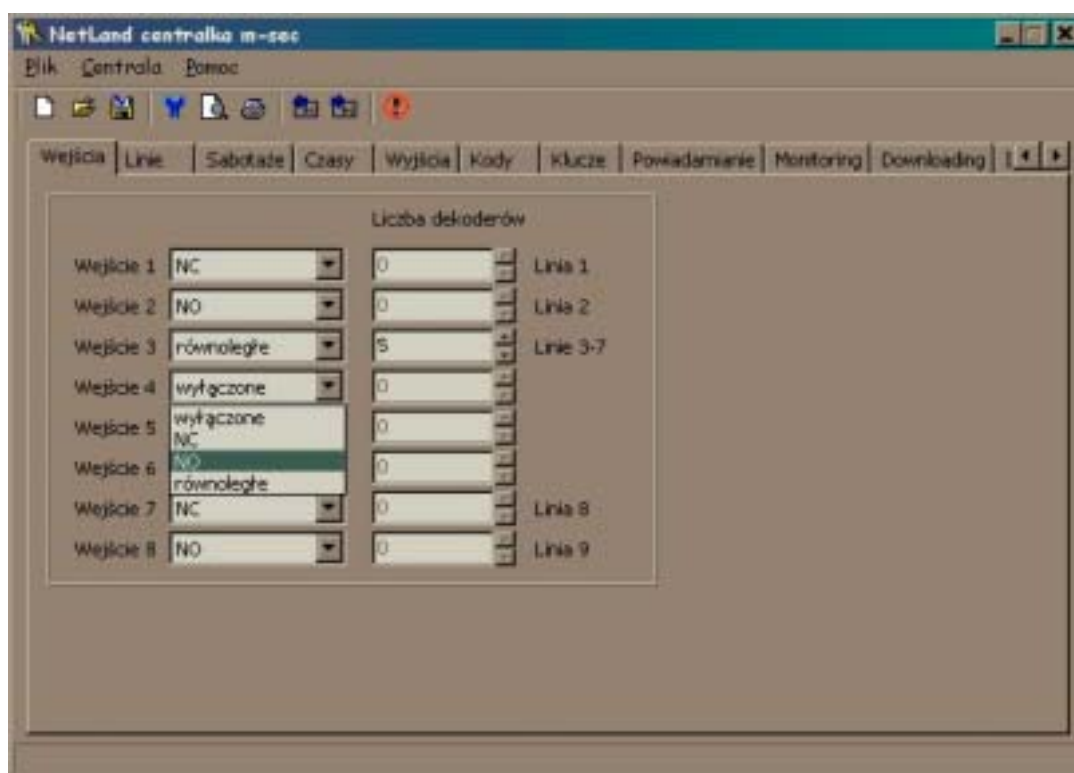 NetLand centralka m-sec
Plik Centrala Pomoc
Wejścia Linie Sabotaże Czasy Wyjścia Kody Klucze Powiadamianie Monitoring Downloading
Liczba dekoderów
Wejście 1 NC 0 Linia 1
Wejście 2 NO 0 Linia 2
Wejście 3 równoległe 5 Linie 3-7
Wejście 4 wyłączone 0
wyłączone
Wejście 5 0
NC
NO
Wejście 6 0
równoległe
Wejście 7 NC 0 Linia 8
Wejście 8 NO 0 Linia 9